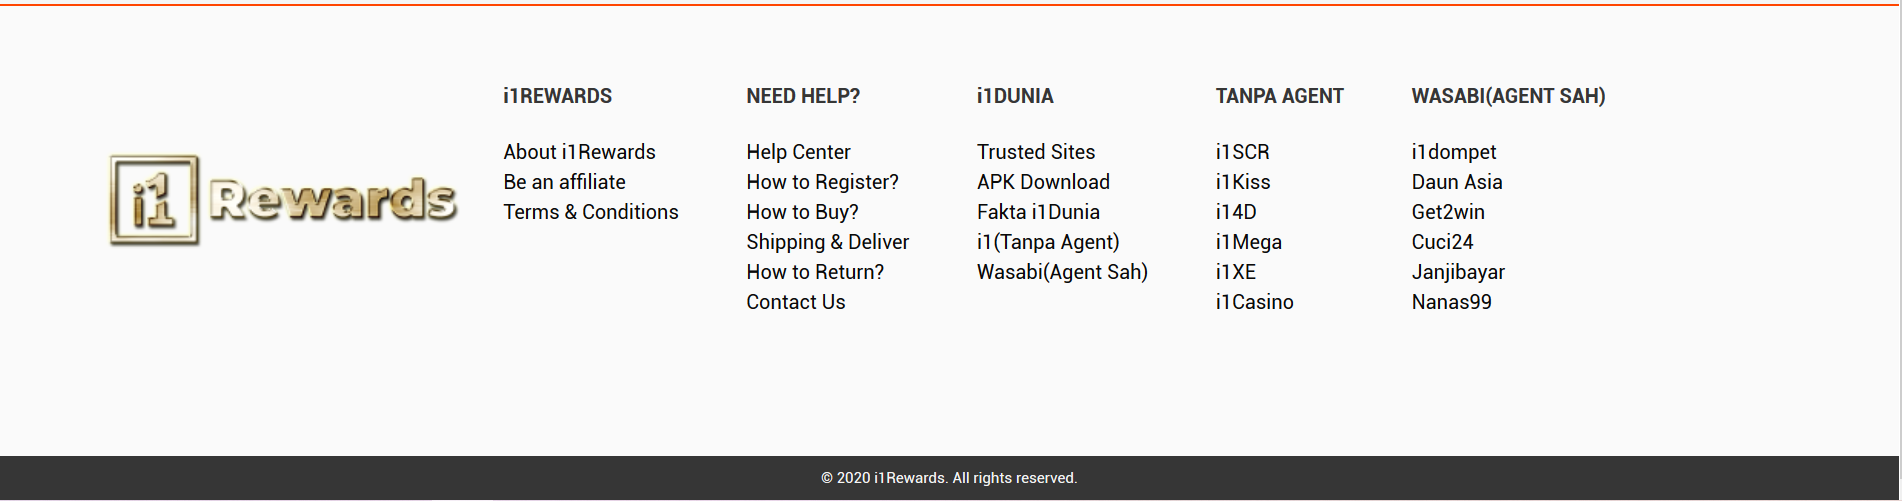 i1 Rewards
i1REWARDS
About i1Rewards
Be an affiliate
Terms & Conditions
NEED HELP?
Help Center
How to Register?
How to Buy?
Shipping & Deliver
How to Return?
Contact Us
i1DUNIA
Trusted Sites
APK Download
Fakta i1Dunia
i1(Tanpa Agent)
Wasabi(Agent Sah)
TANPA AGENT
i1SCR
i1Kiss
i14D
i1Mega
i1XE
i1Casino
WASABI(AGENT SAH)
i1dompet
Daun Asia
Get2win
Cuci24
Janjibayar
Nanas99
© 2020 i1Rewards. All rights reserved.